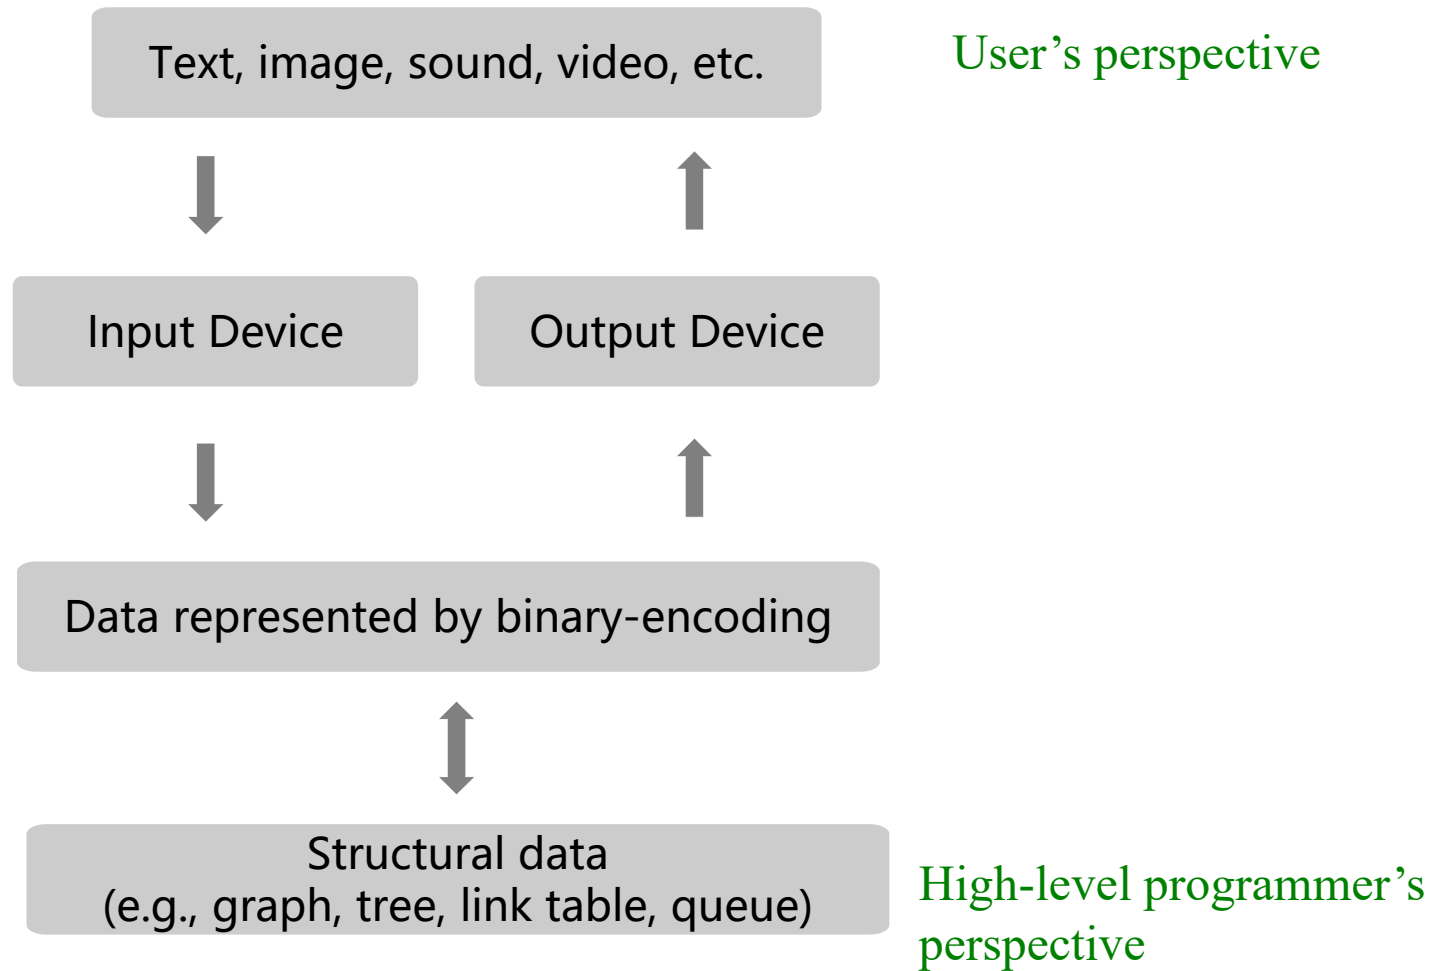 Text, image, sound, video, etc.
User’s perspective
Input Device
Output Device
Data represented by binary-encoding
Structural data
(e.g., graph, tree, link table, queue)
High-level programmer’s
perspective